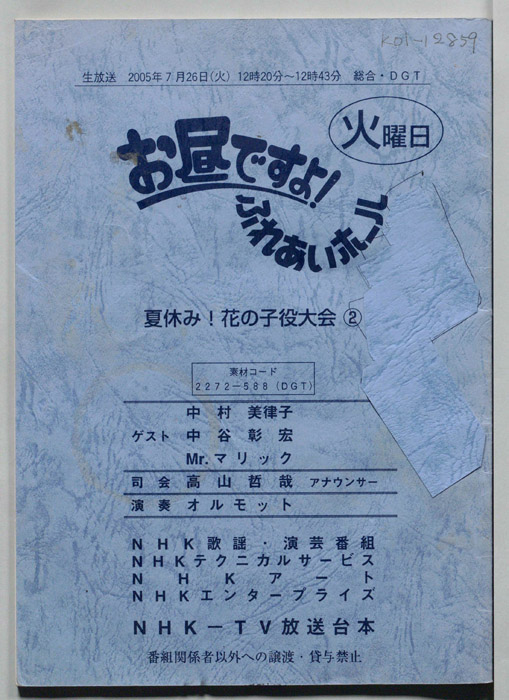 K01-12859
生放送 2005年7月26日(火) 12時20分〜12時43分 総合・DGT
火曜日
お昼ですよ!
ふれあいホール
夏休み!花の子役大会②
素材コード
2272-588 (DGT)
中村 美律子
ゲスト 中谷彰宏
Mr.マリック
司会 高山哲哉 アナウンサー
演奏 オルモット
NHK歌謡・演芸番組
NHKテクニカルサービス
NHKアート
NHKエンタープライズ
NHK-TV放送台本
番組関係者以外への譲渡・貸与禁止